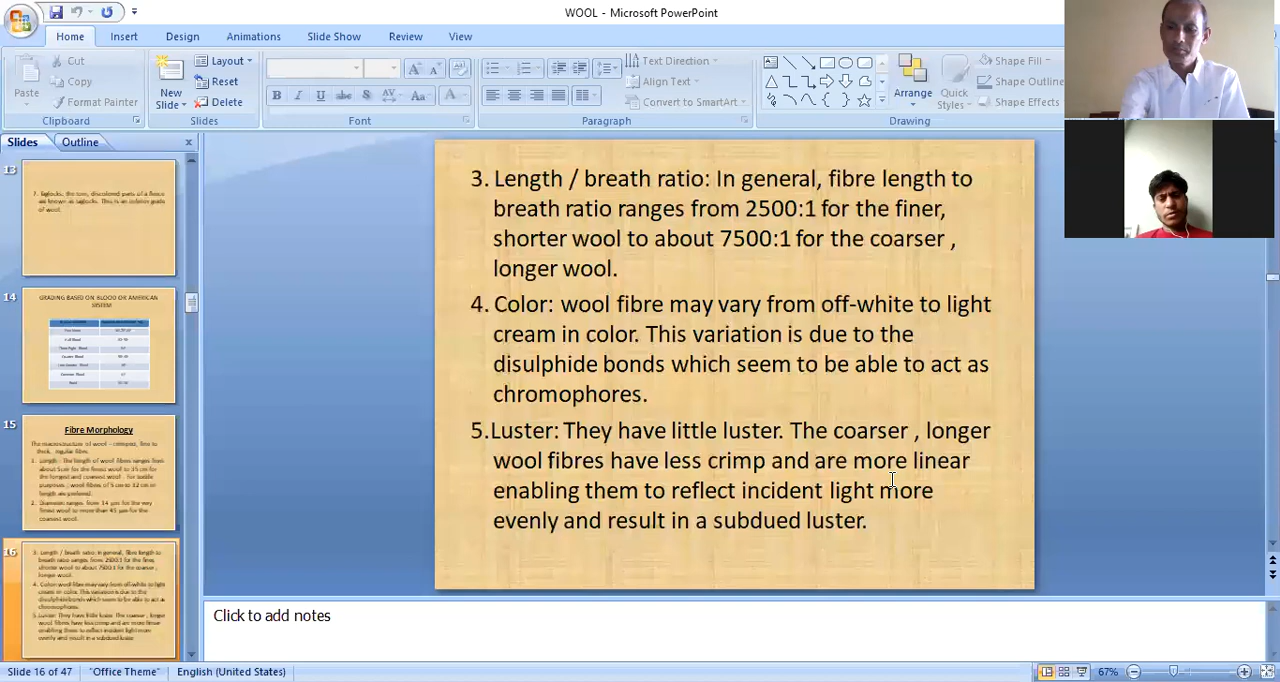 WOOL - Microsoft PowerPoint
Home Insert Design Animations Slide Show Review View
Paste
Cut
Copy
Format Painter
Clipboard
New
Slide
Layout
Reset
Delete
Slides
B I U abc S AV Aa A
Font
Text Direction
Align Text
Convert to SmartArt
Paragraph
Arrange
Quick
Styles
Shape Fill
Shape Outline
Shape Effects
Drawing
Slides Outline
13
14
GRADING BASED ON BLOOD OR AMERICAN
SYSTEM
15
Fibre Morphology
16
3. Length / breath ratio: In general, fibre length to
breath ratio ranges from 2500:1 for the finer,
shorter wool to about 7500:1 for the coarser ,
longer wool.
4. Color: wool fibre may vary from off-white to light
cream in color. This variation is due to the
disulphide bonds which seem to be able to act as
chromophores.
5.Luster: They have little luster. The coarser , longer
wool fibres have less crimp and are more linear
enabling them to reflect incident light more
evenly and result in a subdued luster.
Click to add notes
Slide 16 of 47 "Office Theme" English (United States) 67%